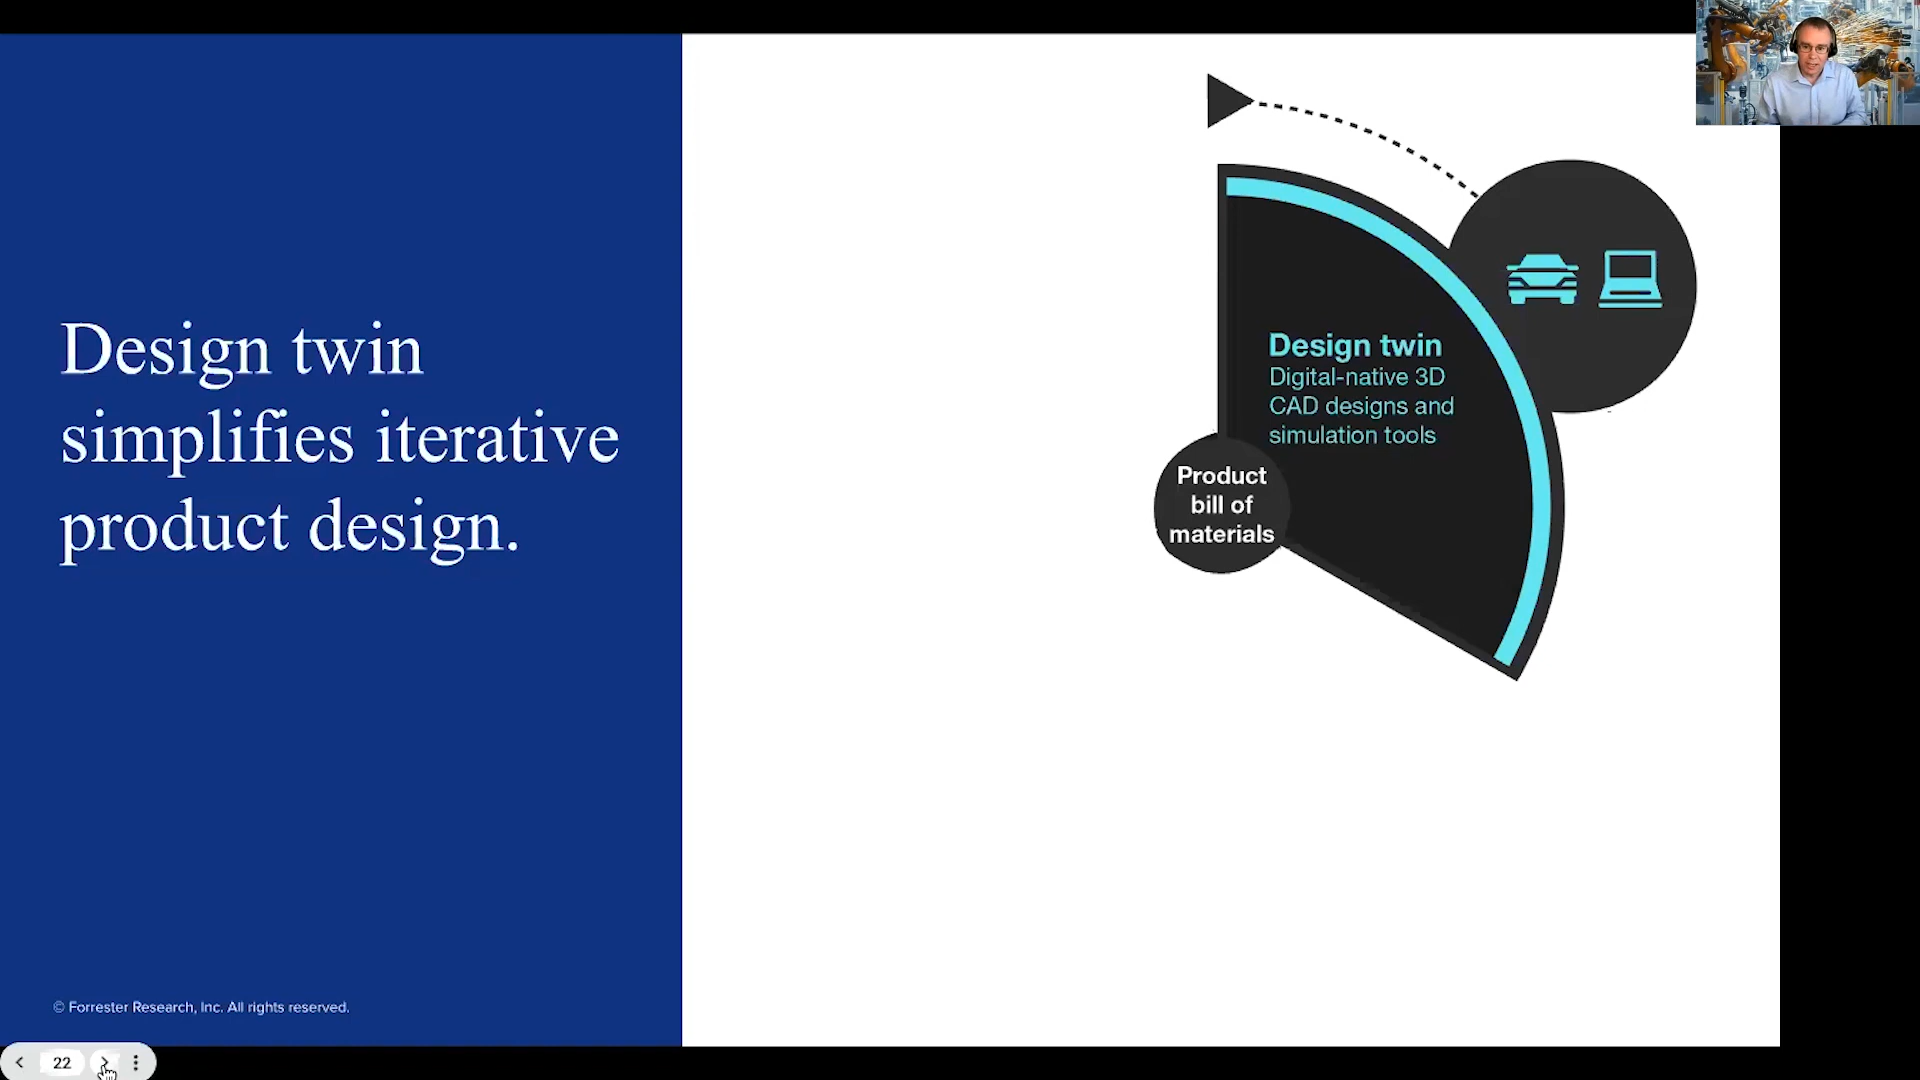 Design twin
simplifies iterative
product design.
Design twin
Digital-native 3D
CAD designs and
simulation tools
Product
bill of
materials
© Forrester Research, Inc. All rights reserved.
22